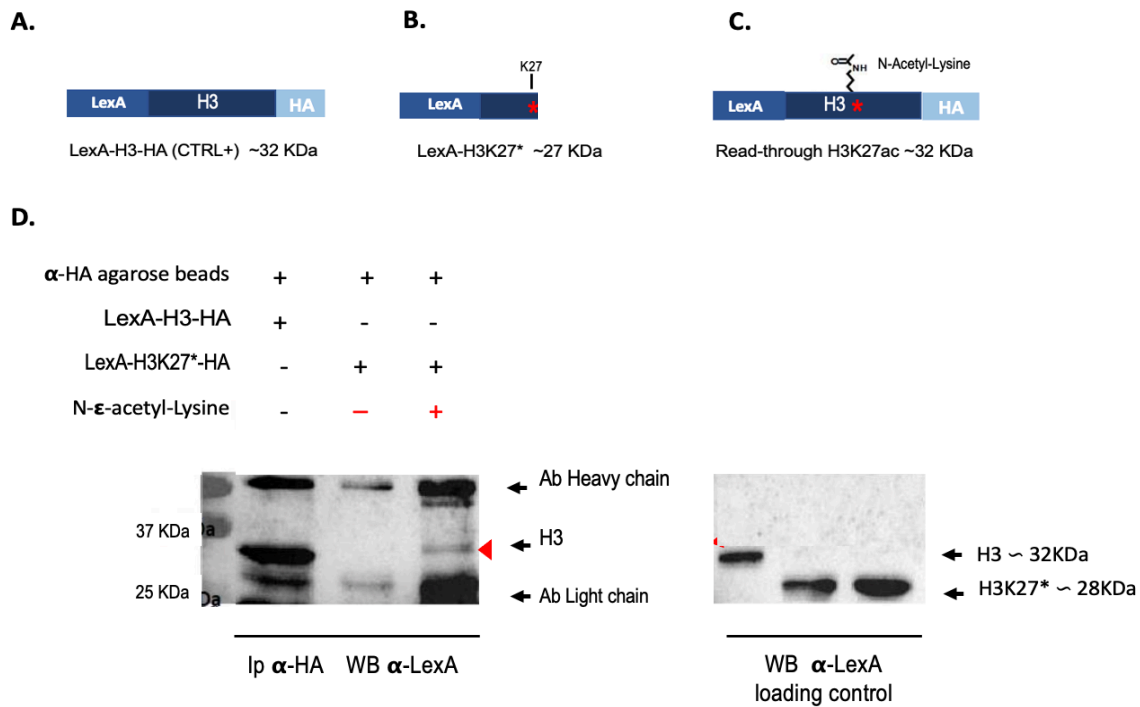 A.
B.
C.
K27
N-Acetyl-Lysine
O
NH
LexA H3 HA
LexA
LexA H3 * HA
*
LexA-H3-HA (CTRL+) ~32 KDa
LexA-H3K27* ~27 KDa
Read-through H3K27ac ~32 KDa
D.
α-HA agarose beads + + +
LexA-H3-HA + - -
LexA-H3K27*-HA - + +
N-ε-acetyl-Lysine - – +
Ab Heavy chain
37 KDa
Da
H3
H3 ∽ 32KDa
25 KDa
Da
Ab Light chain
H3K27* ∽ 28KDa
Ip α-HA WB α-LexA
WB α-LexA
loading control